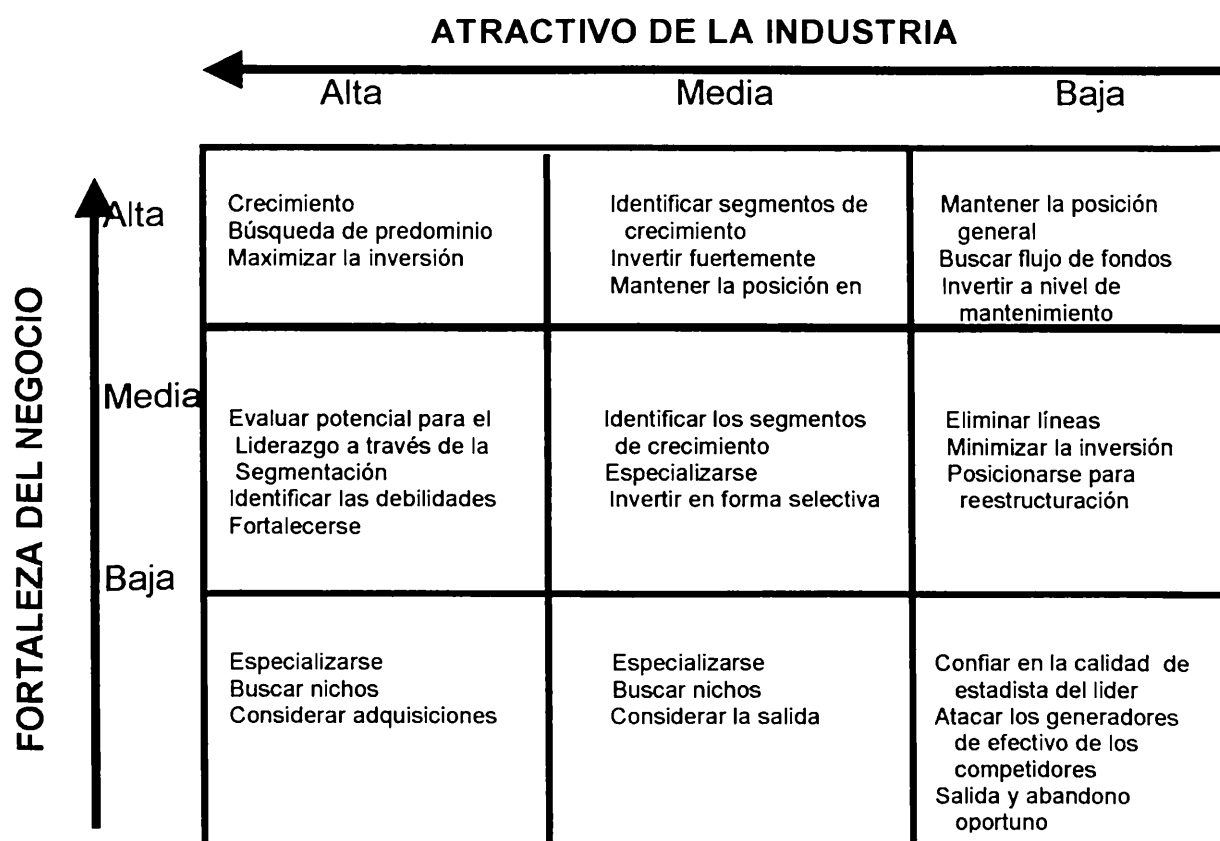 ATRACTIVO DE LA INDUSTRIA
Alta
Media
Baja
FORTALEZA DEL NEGOCIO
Alta
Crecimiento
Búsqueda de predominio
Maximizar la inversión
Identificar segmentos de
crecimiento
Invertir fuertemente
Mantener la posición en
Mantener la posición
general
Buscar flujo de fondos
Invertir a nivel de
mantenimiento
Media
Evaluar potencial para el
Liderazgo a través de la
Segmentación
Identificar las debilidades
Fortalecerse
Identificar los segmentos
de crecimiento
Especializarse
Invertir en forma selectiva
Eliminar líneas
Minimizar la inversión
Posicionarse para
reestructuración
Baja
Especializarse
Buscar nichos
Considerar adquisiciones
Especializarse
Buscar nichos
Considerar la salida
Confiar en la calidad de
estadista del lider
Atacar los generadores
de efectivo de los
competidores
Salida y abandono
oportuno